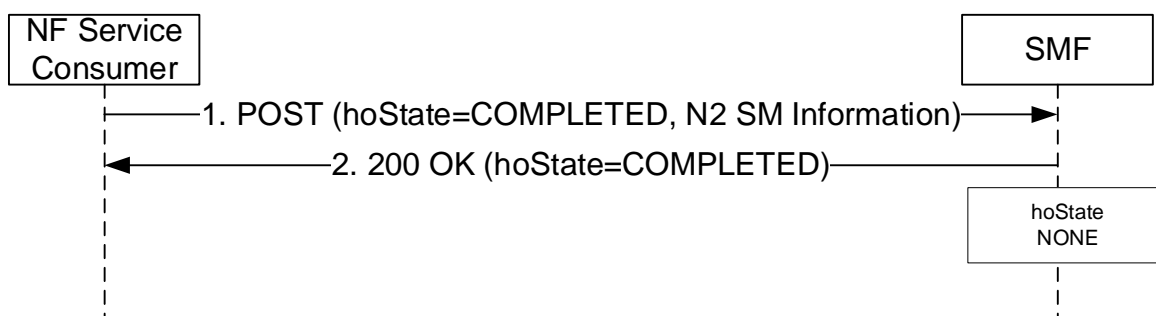 NF Service
Consumer
SMF
1. POST (hoState=COMPLETED, N2 SM Information)
2. 200 OK (hoState=COMPLETED)
hoState
NONE